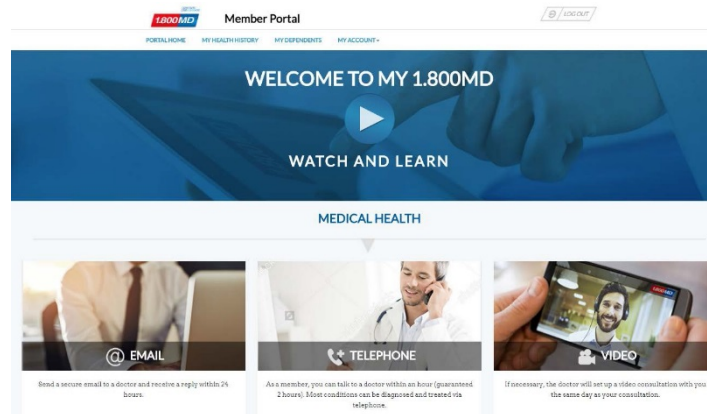 1.800MD
Member Portal
LOG OUT
PORTAL HOME MY HEALTH HISTORY MY DEPENDENTS MY ACCOUNT
WELCOME TO MY 1.800MD
WATCH AND LEARN
MEDICAL HEALTH
1.800MD
@ EMAIL
TELEPHONE
VIDEO
Send a secure email to a doctor and receive a reply within 24
hours.
As a member, you can talk to a doctor within an hour (guaranteed
2 hours). Most conditions can be diagnosed and treated via
telephone.
If necessary, the doctor will set up a video consultation with you
the same day as your consultation.